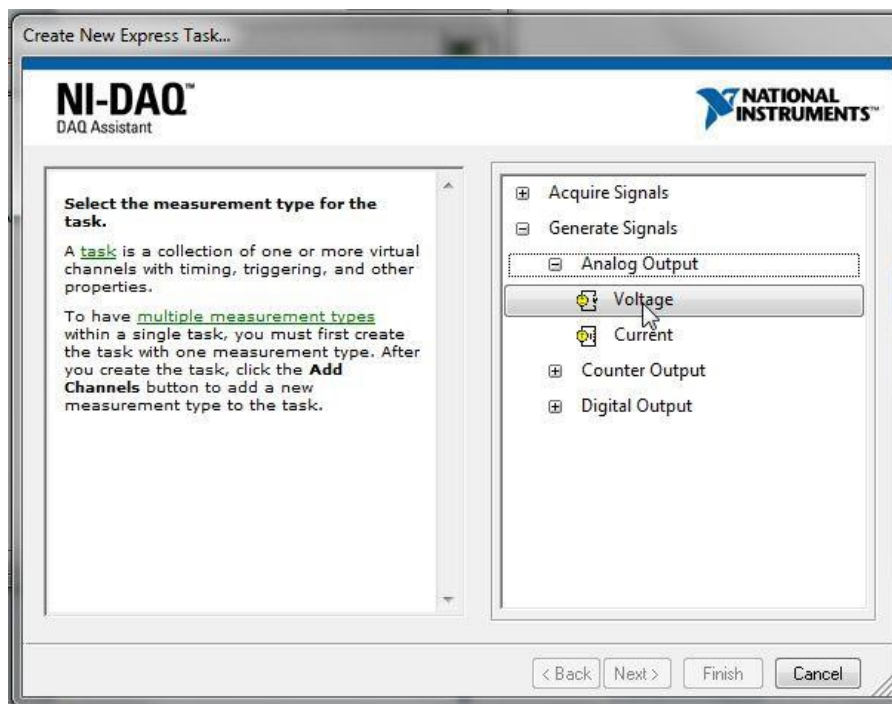 Create New Express Task...
NI-DAQ™
DAQ Assistant
NATIONAL
INSTRUMENTS™
Select the measurement type for the
task.
A task is a collection of one or more virtual
channels with timing, triggering, and other
properties.
To have multiple measurement types
within a single task, you must first create
the task with one measurement type. After
you create the task, click the Add
Channels button to add a new
measurement type to the task.
Acquire Signals
Generate Signals
Analog Output
Voltage
Current
Counter Output
Digital Output
< Back
Next >
Finish
Cancel